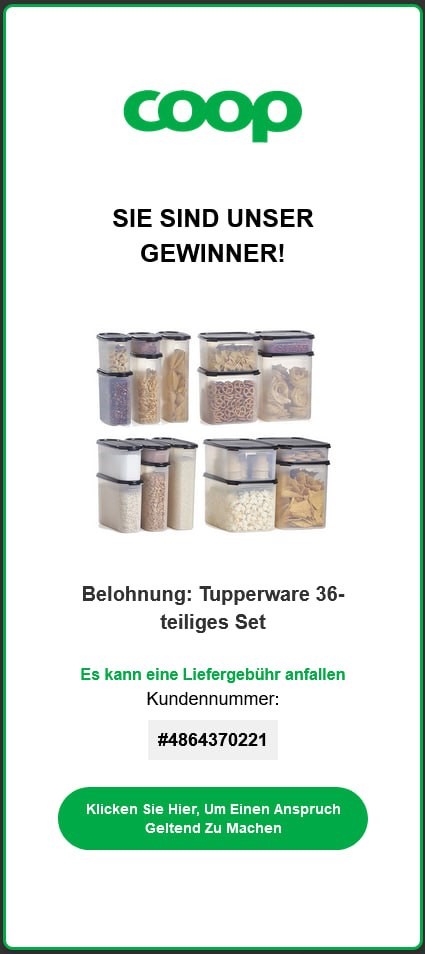 coop
SIE SIND UNSER
GEWINNER!
Belohnung: Tupperware 36-
teiliges Set
Es kann eine Liefergebühr anfallen
Kundennummer:
#4864370221
Klicken Sie Hier, Um Einen Anspruch
Geltend Zu Machen